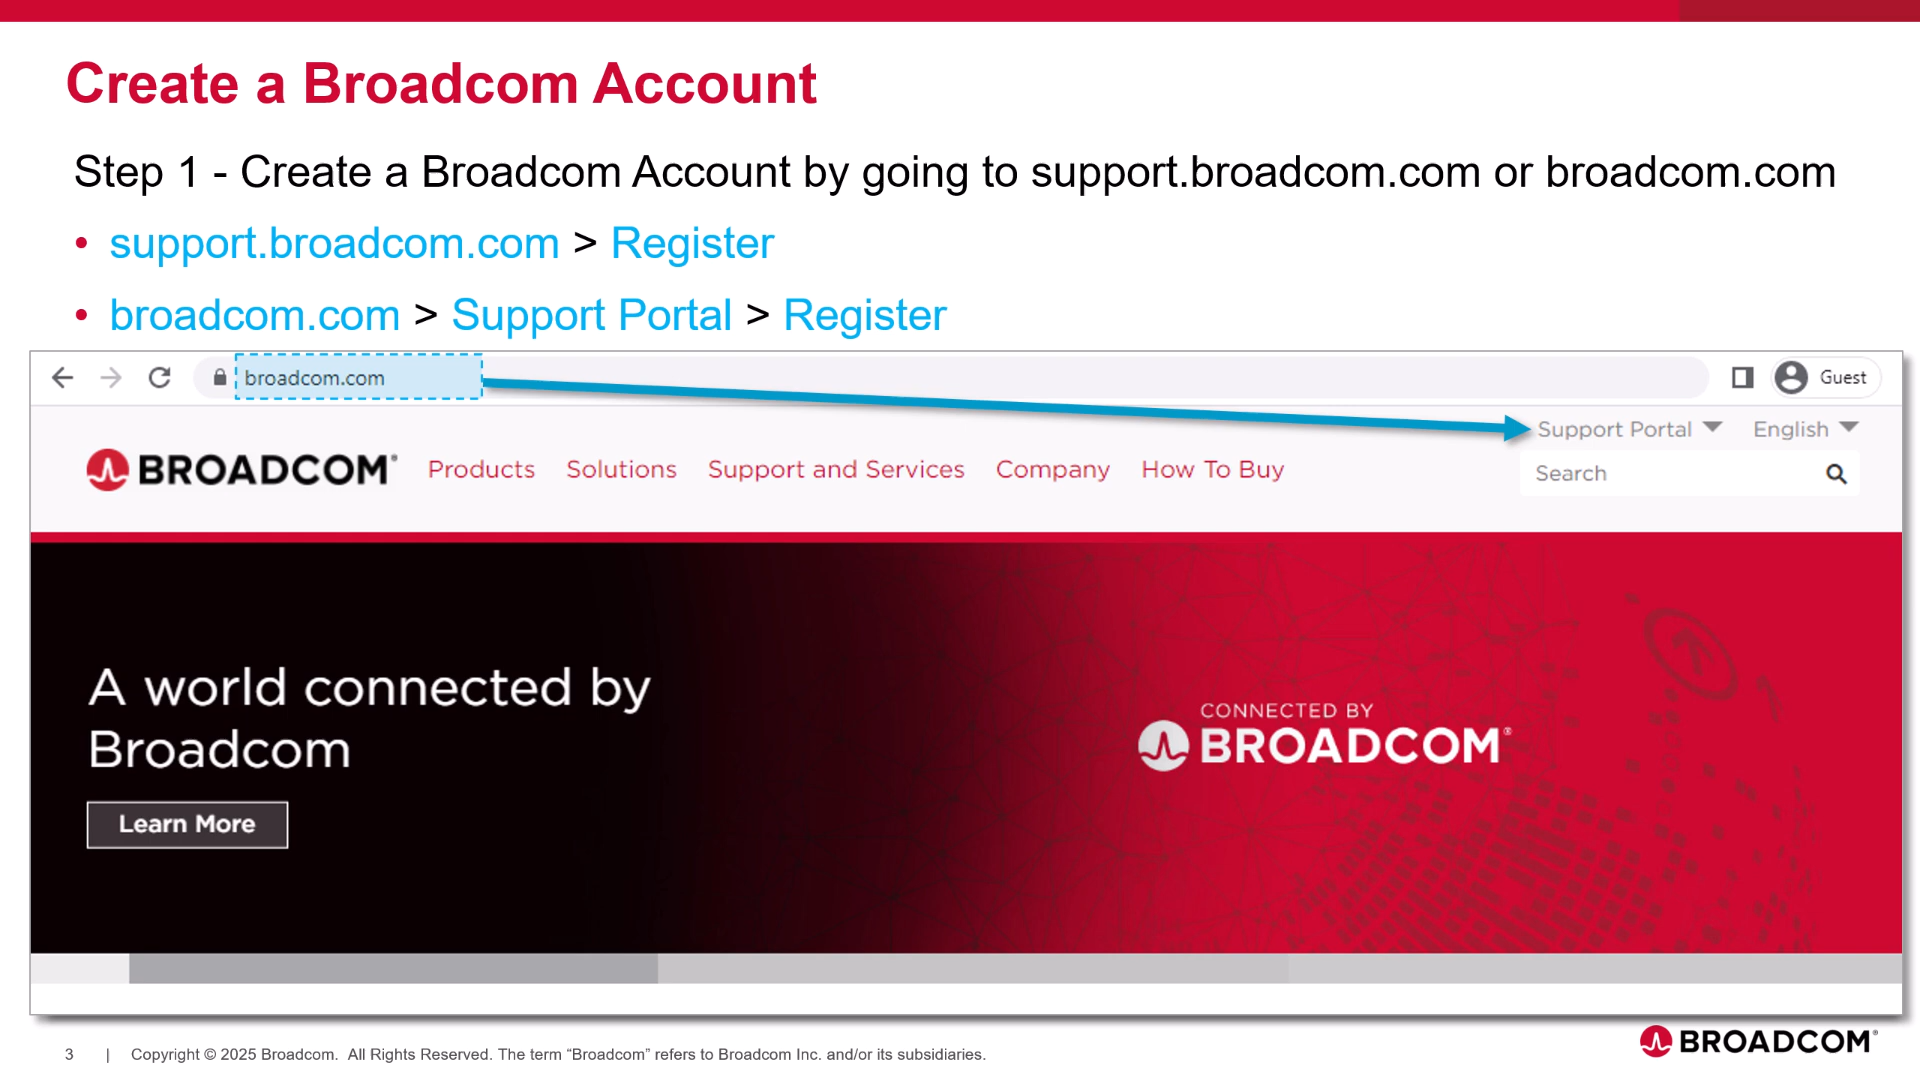 Create a Broadcom Account
Step 1 - Create a Broadcom Account by going to support.broadcom.com or broadcom.com
• support.broadcom.com > Register
• broadcom.com > Support Portal > Register
broadcom.com
Guest
Support Portal English
BROADCOM® Products Solutions Support and Services Company How To Buy
Search
A world connected by
Broadcom
CONNECTED BY
BROADCOM®
Learn More
3 | Copyright © 2025 Broadcom. All Rights Reserved. The term “Broadcom” refers to Broadcom Inc. and/or its subsidiaries.
BROADCOM®